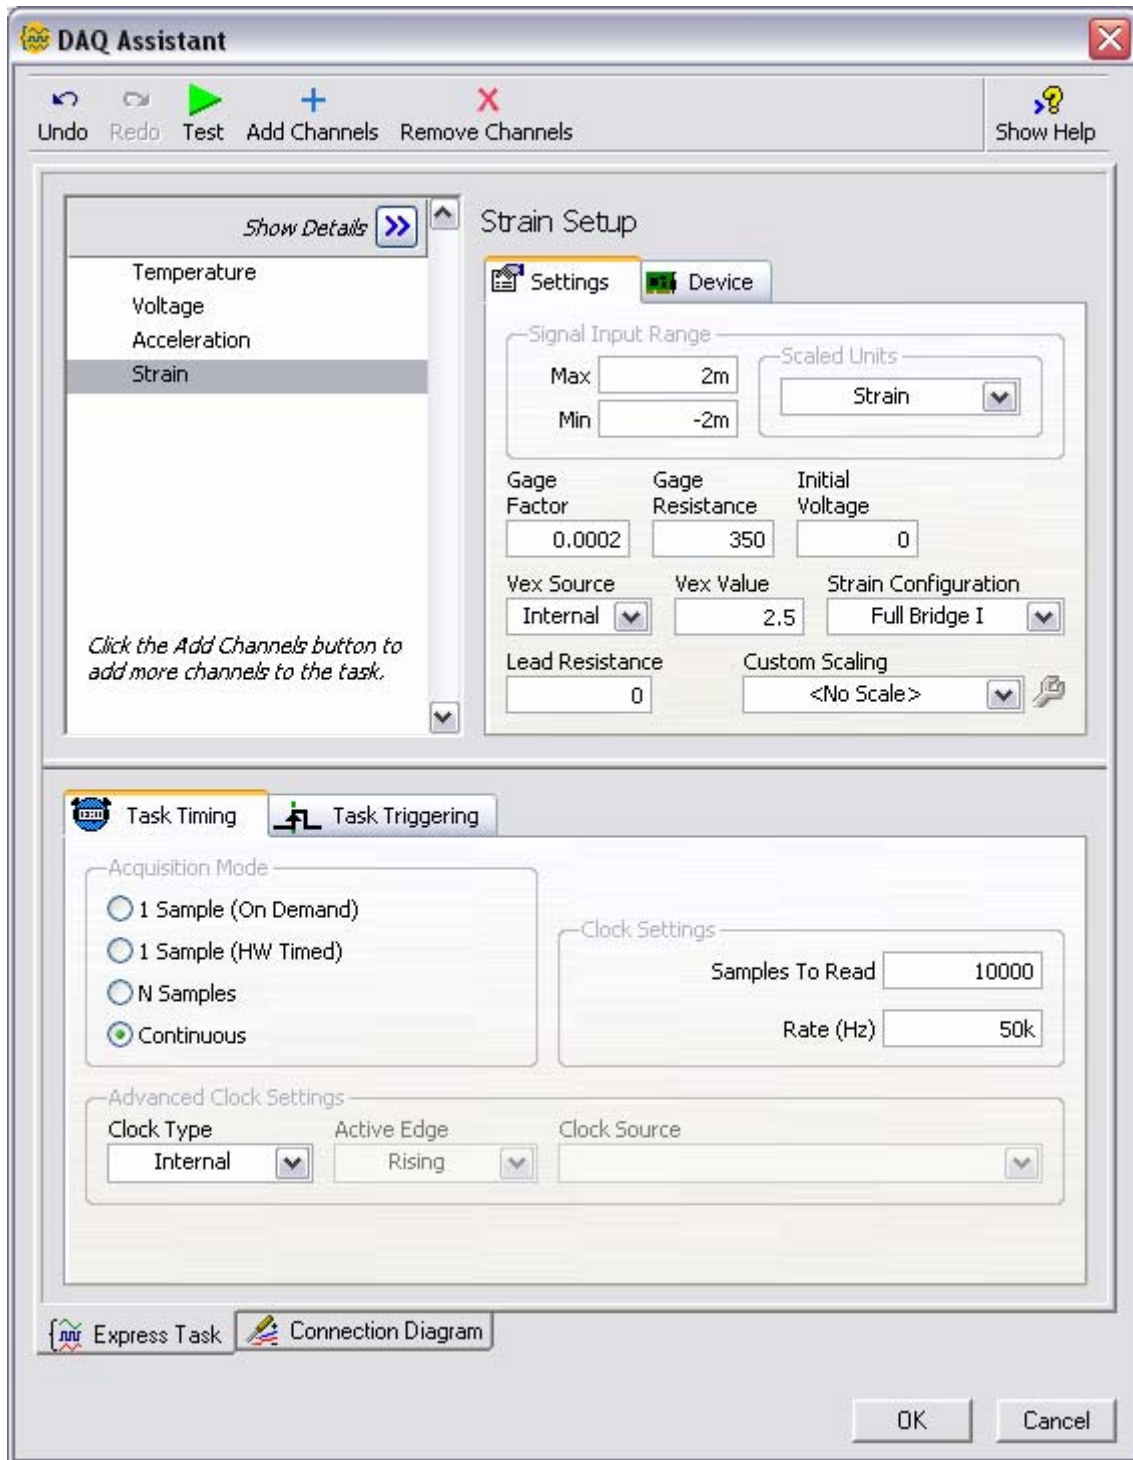 DAQ Assistant
Undo Redo Test Add Channels Remove Channels Show Help
Show Details
Temperature
Voltage
Acceleration
Strain
Click the Add Channels button to
add more channels to the task.
Strain Setup
Settings Device
Signal Input Range
Max 2m
Min -2m
Scaled Units
Strain
Gage
Factor
0.0002
Gage
Resistance
350
Initial
Voltage
0
Vex Source
Internal
Vex Value
2.5
Strain Configuration
Full Bridge I
Lead Resistance
0
Custom Scaling
<No Scale>
Task Timing Task Triggering
Acquisition Mode
1 Sample (On Demand)
1 Sample (HW Timed)
N Samples
Continuous
Clock Settings
Samples To Read 10000
Rate (Hz) 50k
Advanced Clock Settings
Clock Type
Internal
Active Edge
Rising
Clock Source
Express Task Connection Diagram
OK Cancel